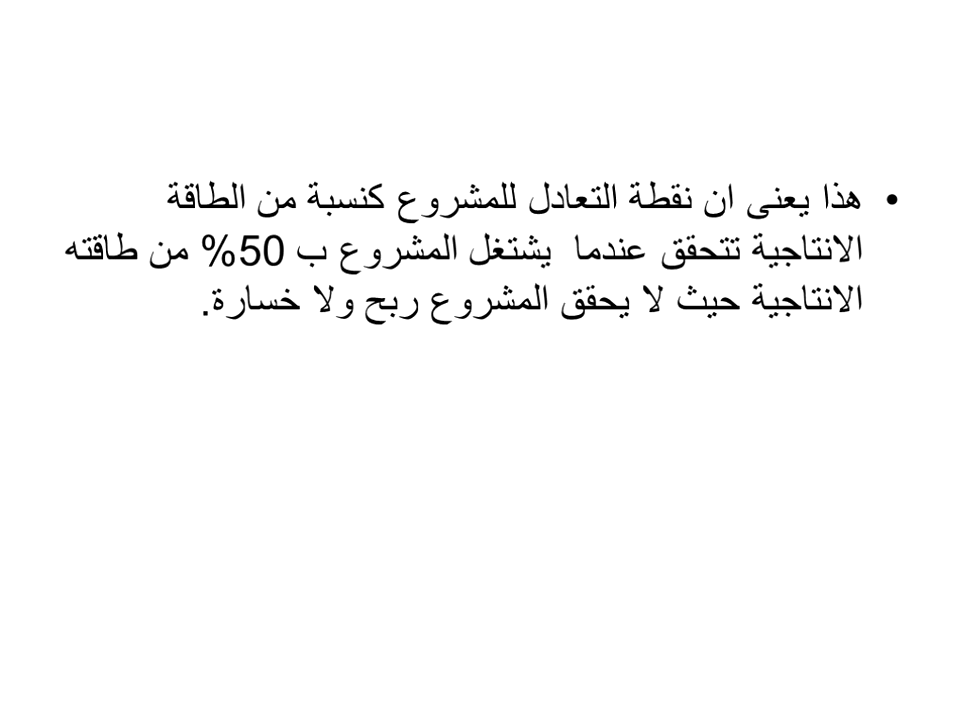 • هذا يعنى ان نقطة التعادل للمشروع كنسبة من الطاقة
الانتاجية تتحقق عندما يشتغل المشروع ب 50% من طاقته
الانتاجية حيث لا يحقق المشروع ربح ولا خسارة.